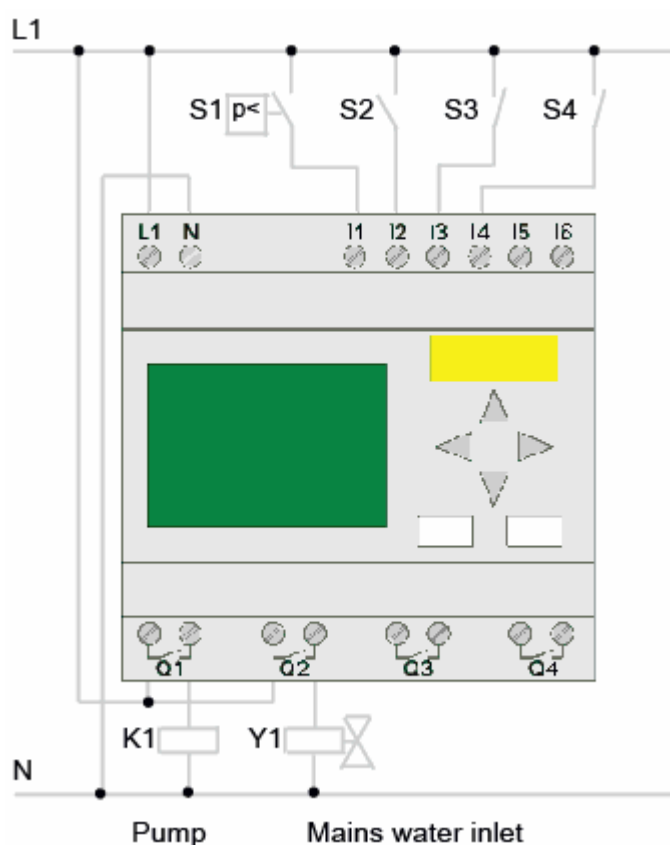 L1
S1 p< S2 S3 S4
L1 N I1 I2 I3 I4 I5 I6
Q1 Q2 Q3 Q4
K1 Y1
N
Pump Mains water inlet